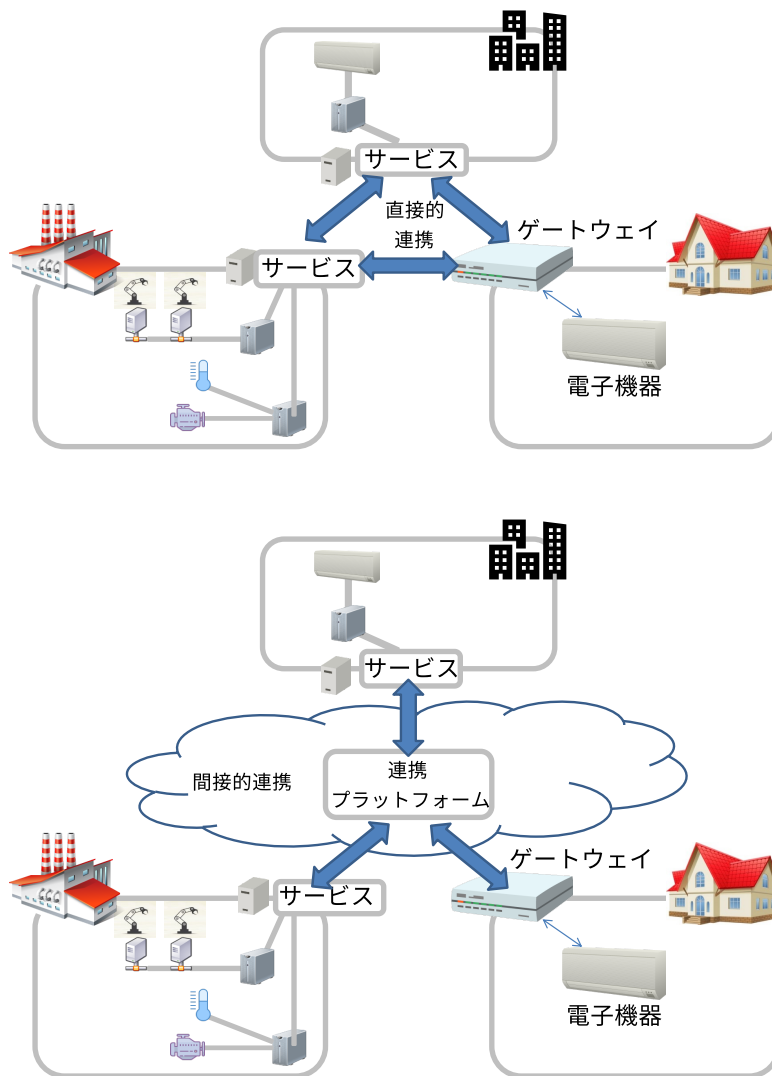 サービス
直接的
連携
ゲートウェイ
サービス
電子機器
サービス
間接的連携
連携
プラットフォーム
ゲートウェイ
サービス
電子機器